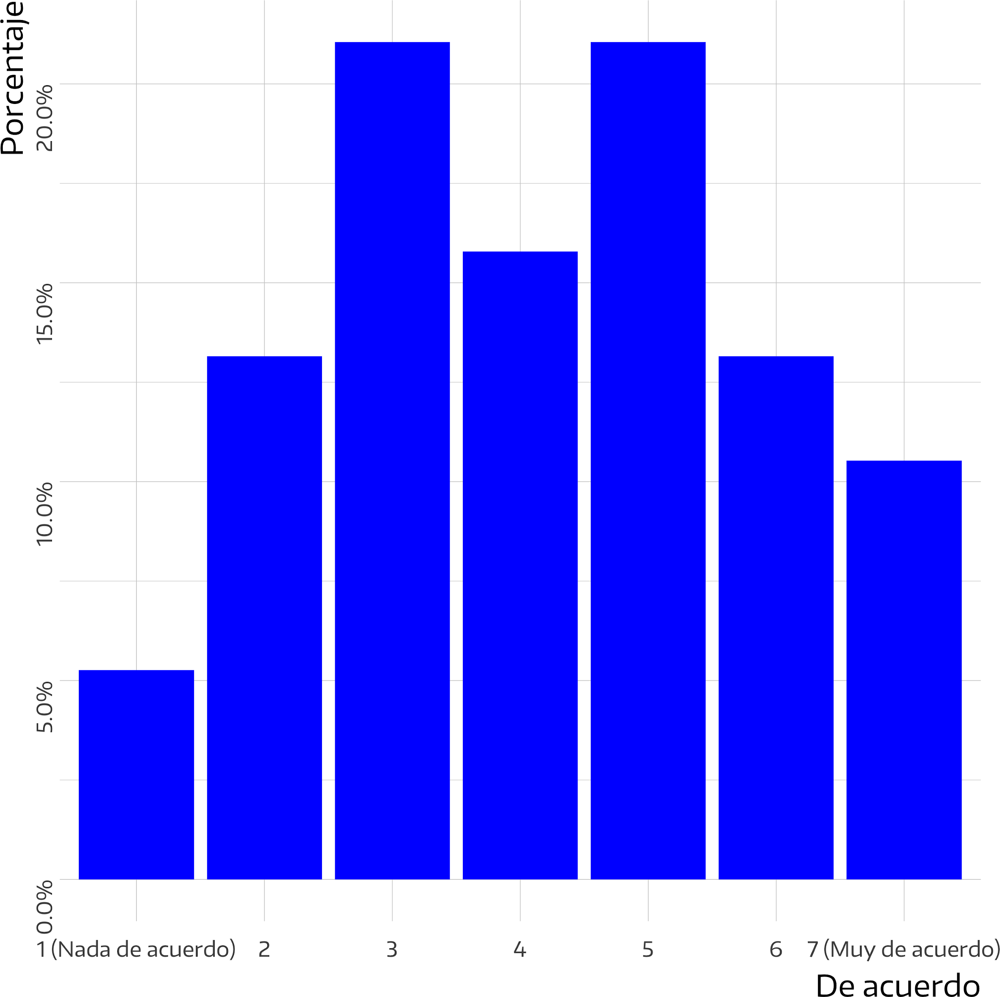 Porcentaje
20.0%
15.0%
10.0%
5.0%
0.0%
1 (Nada de acuerdo) 2 3 4 5 6 7 (Muy de acuerdo)
De acuerdo